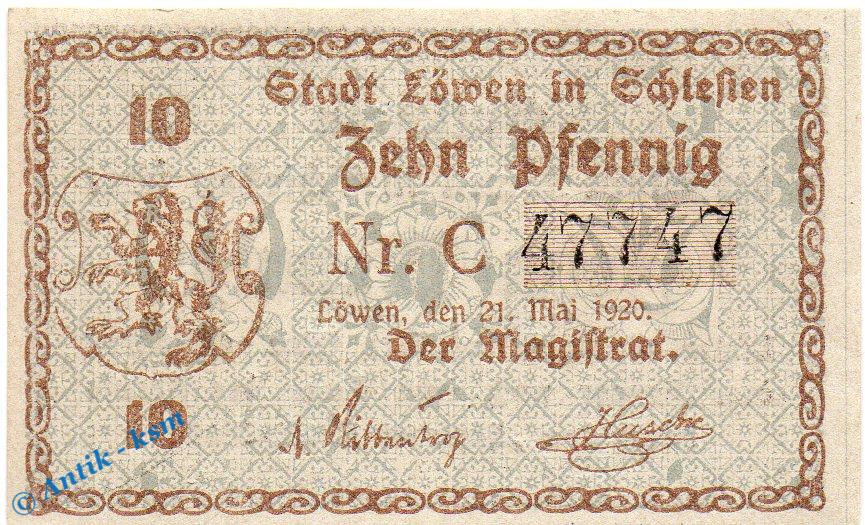 Stadt Löwen in Schlesien
10
Zehn Pfennig
Nr. C 47747
Löwen, den 21. Mai 1920.
Der Magistrat.
10
© Antik - ksm